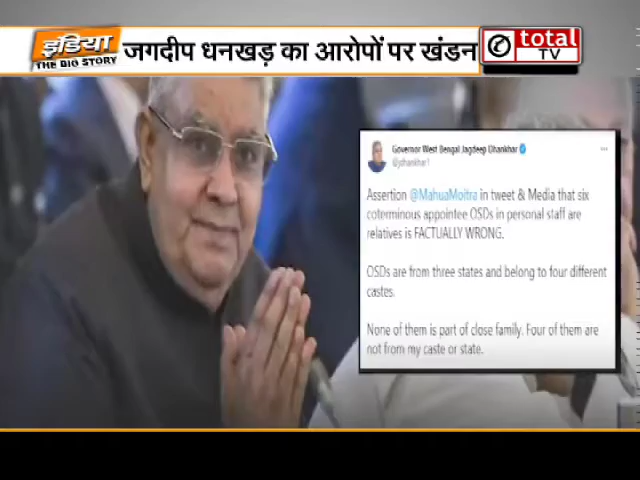 इंडिया
THE BIG STORY
जगदीप धनखड़ का आरोपों पर खंडन
total
TV
Governor West Bengal Jagdeep Dhankhar
@jdhankhar1
Assertion @MahuaMoitra in tweet & Media that six
coterminous appointee OSDs in personal staff are
relatives is FACTUALLY WRONG.
OSDs are from three states and belong to four different
castes.
None of them is part of close family. Four of them are
not from my caste or state.